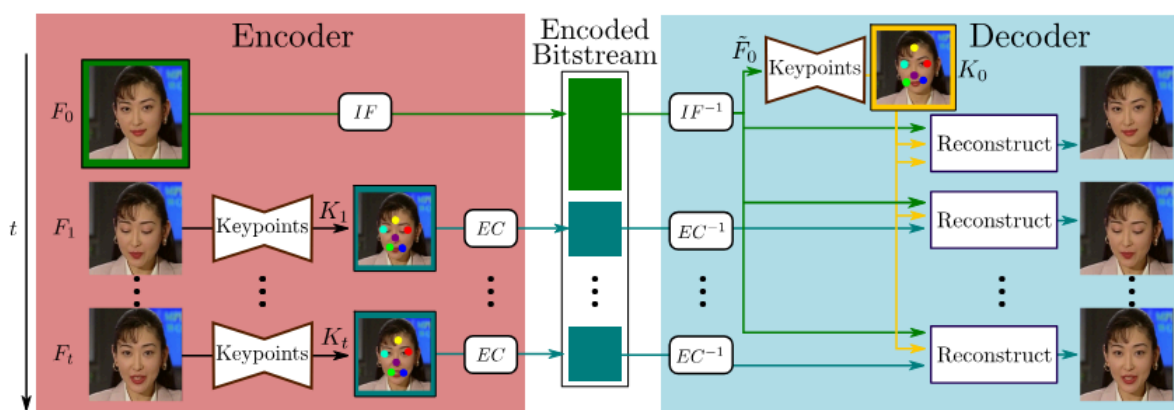 Encoder
Encoded
Bitstream
Decoder
F̃₀
Keypoints
K₀
F₀
IF
IF⁻¹
Reconstruct
t
F₁
Keypoints
K₁
EC
EC⁻¹
Reconstruct
Fₜ
Keypoints
Kₜ
EC
EC⁻¹
Reconstruct